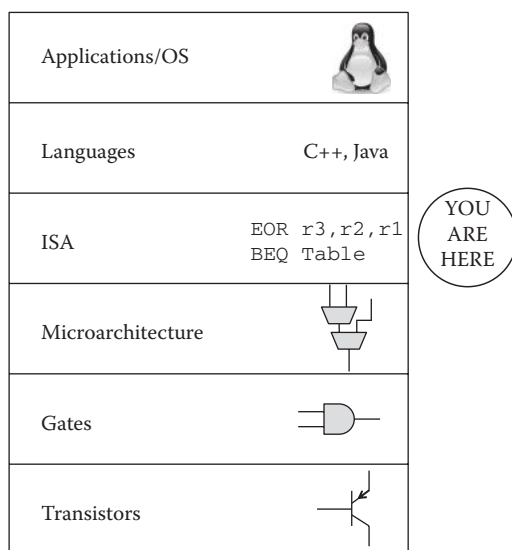 Applications/OS
Languages C++, Java
ISA EOR r3,r2,r1
BEQ Table
YOU
ARE
HERE
Microarchitecture
Gates
Transistors